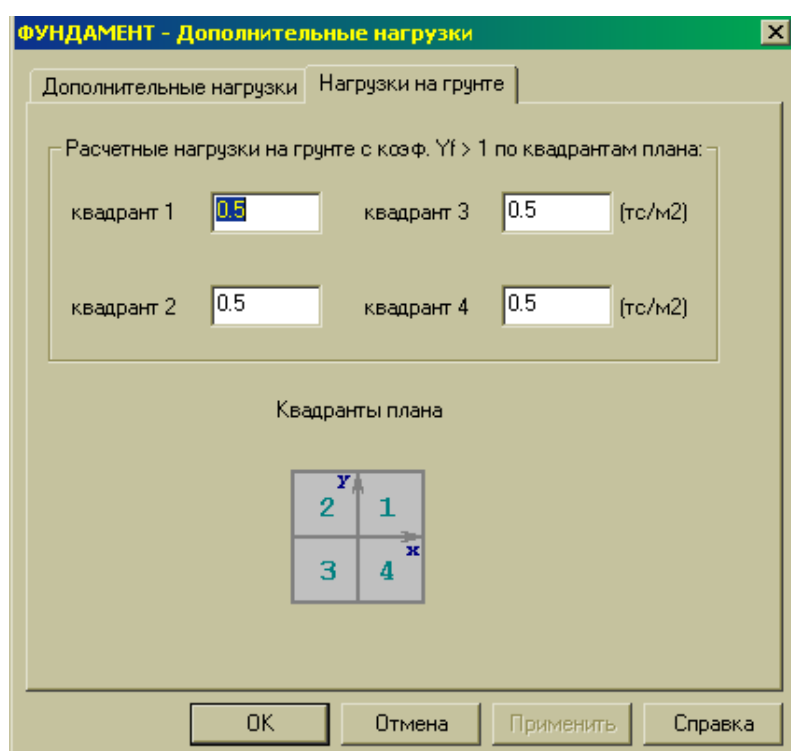 ФУНДАМЕНТ - Дополнительные нагрузки
Дополнительные нагрузки Нагрузки на грунте
Расчетные нагрузки на грунте с коэф. Yf > 1 по квадрантам плана:
квадрант 1 0.5 квадрант 3 0.5 (тс/м2)
квадрант 2 0.5 квадрант 4 0.5 (тс/м2)
Квадранты плана
y
2 1
x
3 4
OK Отмена Применить Справка